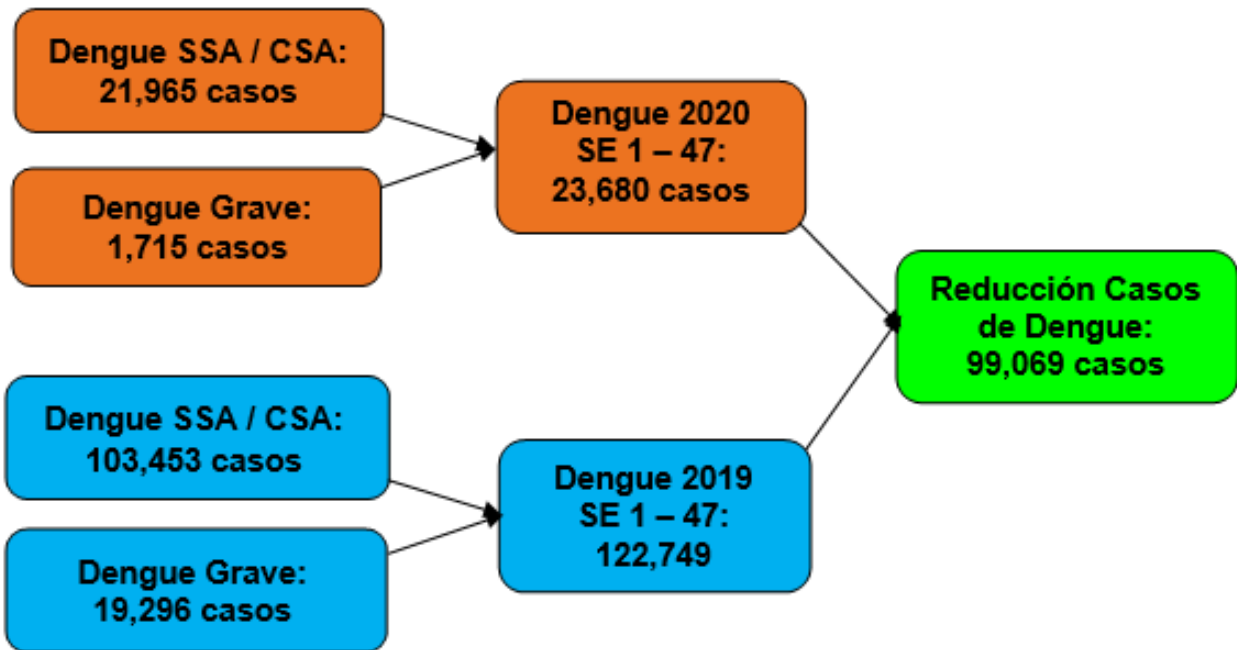 Dengue SSA / CSA:
21,965 casos
Dengue Grave:
1,715 casos
Dengue 2020
SE 1 – 47:
23,680 casos
Reducción Casos
de Dengue:
99,069 casos
Dengue SSA / CSA:
103,453 casos
Dengue Grave:
19,296 casos
Dengue 2019
SE 1 – 47:
122,749